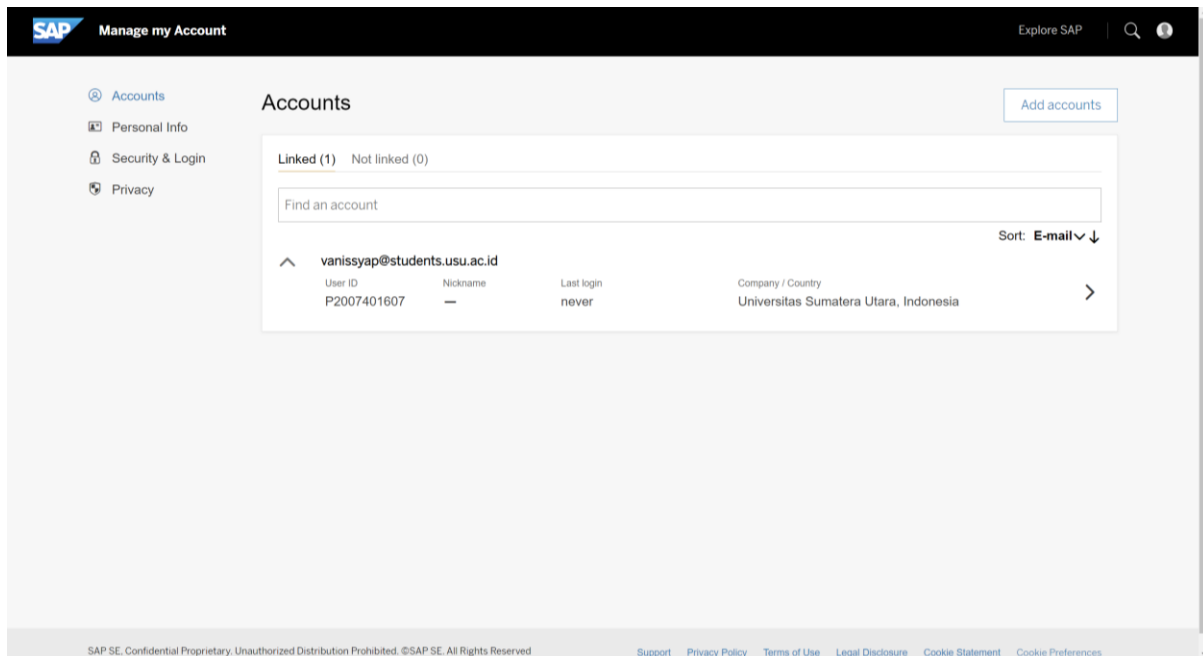 SAP Manage my Account Explore SAP
Accounts
Personal Info
Security & Login
Privacy
Accounts
Add accounts
Linked (1) Not linked (0)
Find an account
Sort: E-mail
vanissyap@students.usu.ac.id
User ID Nickname Last login Company / Country
P2007401607 — never Universitas Sumatera Utara, Indonesia
SAP SE. Confidential Proprietary. Unauthorized Distribution Prohibited. ©SAP SE. All Rights Reserved Support Privacy Policy Terms of Use Legal Disclosure Cookie Statement Cookie Preferences